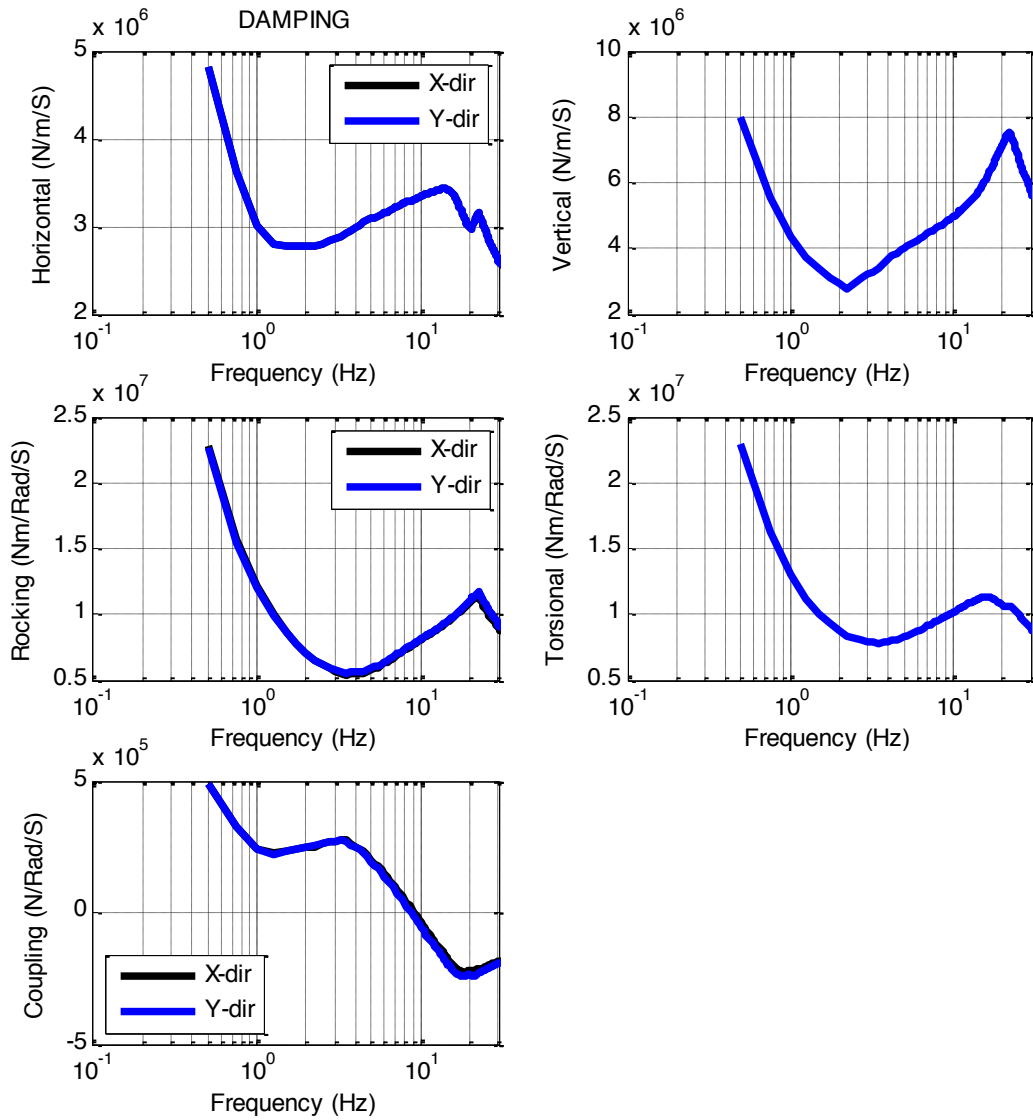 DAMPING
x 10^6
5
4
3
2
Horizontal (N/m/S)
X-dir
Y-dir
10^-1
10^0
10^1
Frequency (Hz)
x 10^6
10
8
6
4
2
Vertical (N/m/S)
10^-1
10^0
10^1
Frequency (Hz)
x 10^7
2.5
2
1.5
1
0.5
Rocking (Nm/Rad/S)
X-dir
Y-dir
10^-1
10^0
10^1
Frequency (Hz)
x 10^7
2.5
2
1.5
1
0.5
Torsional (Nm/Rad/S)
10^-1
10^0
10^1
Frequency (Hz)
x 10^5
5
0
-5
Coupling (N/Rad/S)
X-dir
Y-dir
10^-1
10^0
10^1
Frequency (Hz)